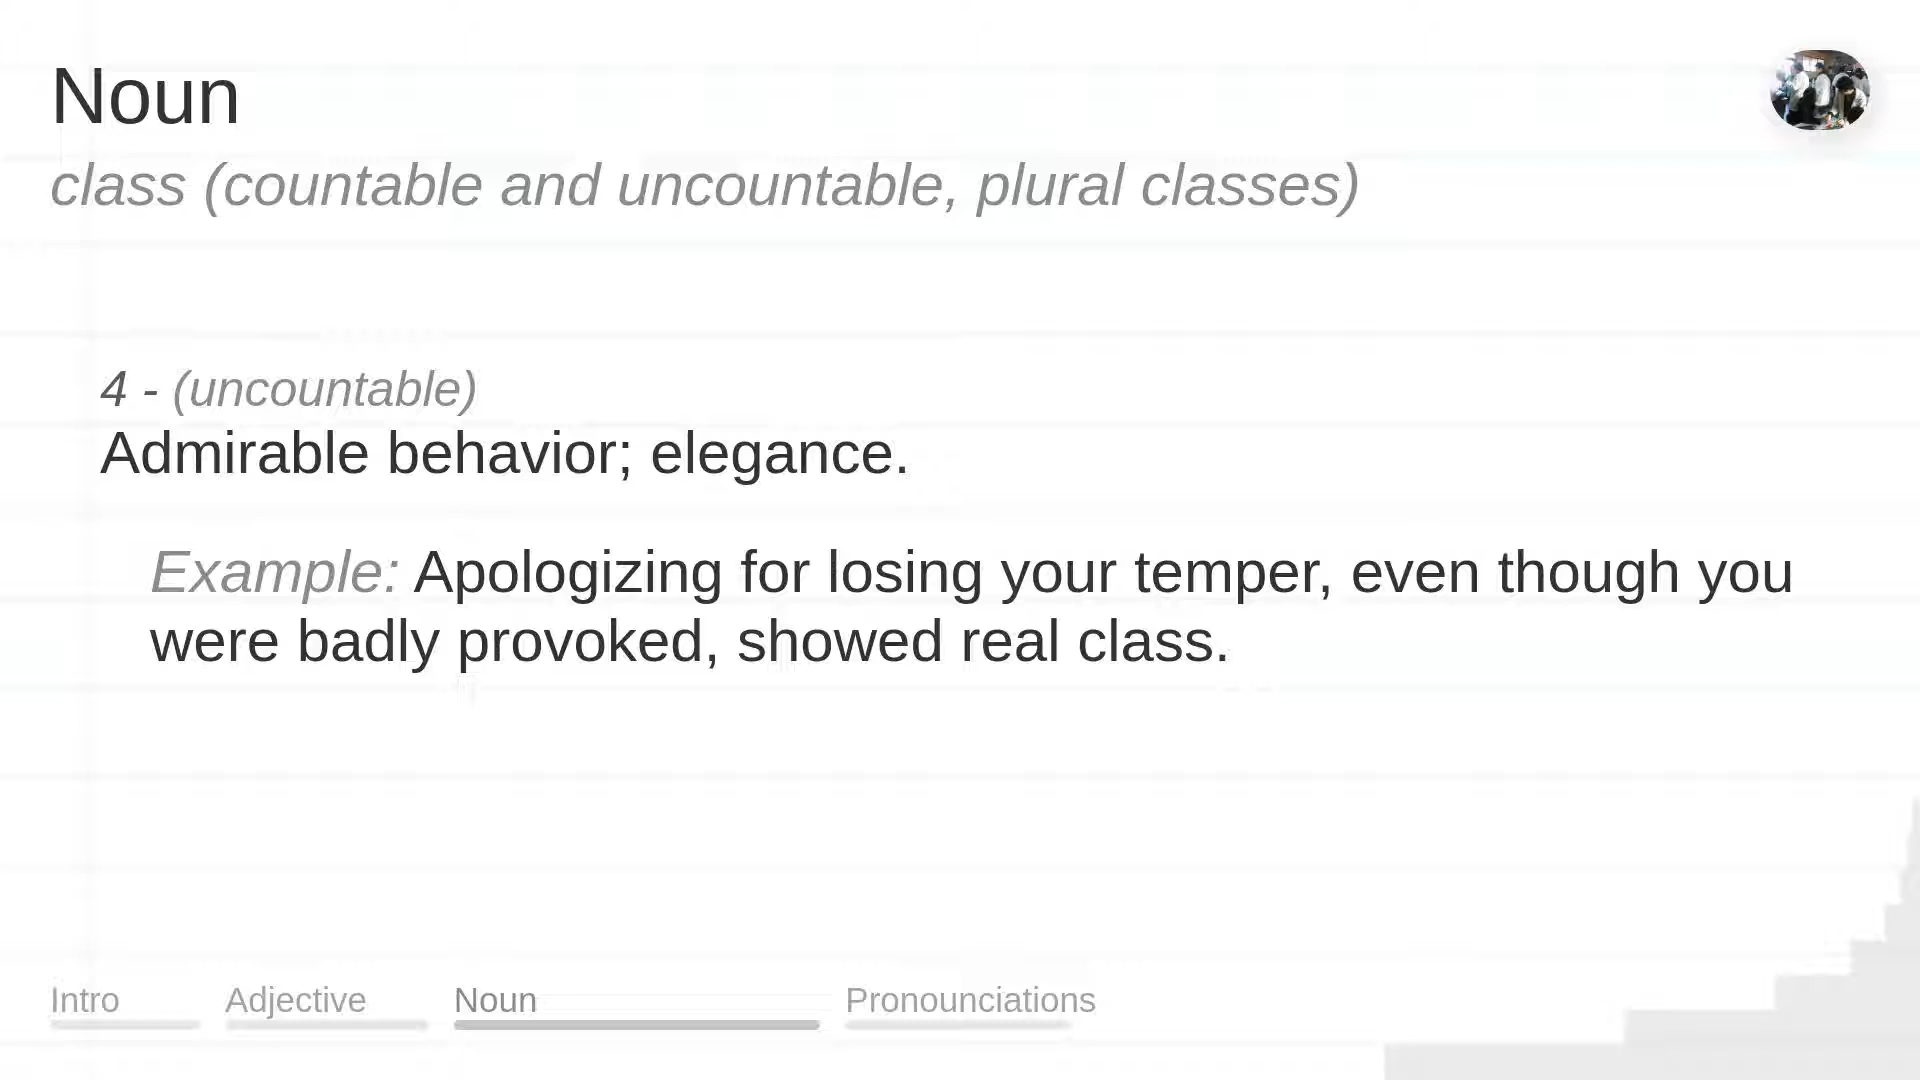 Noun
class (countable and uncountable, plural classes)
4 - (uncountable)
Admirable behavior; elegance.
Example: Apologizing for losing your temper, even though you
were badly provoked, showed real class.
Intro Adjective Noun Pronounciations